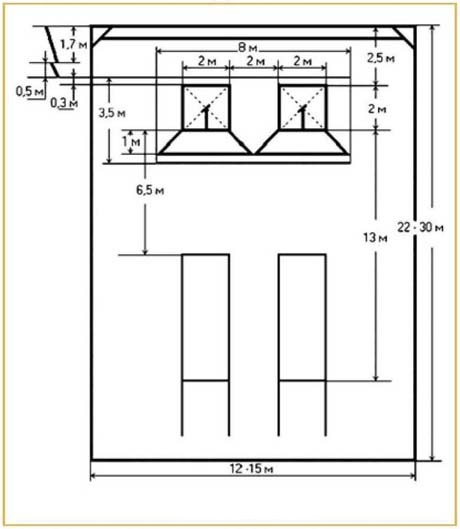 1,7 м
8 м
2,5 м
2 м
2 м
2 м
0,5 м
0,3 м
3,5 м
2 м
1 м
6,5 м
22 - 30 м
13 м
12 -15 м